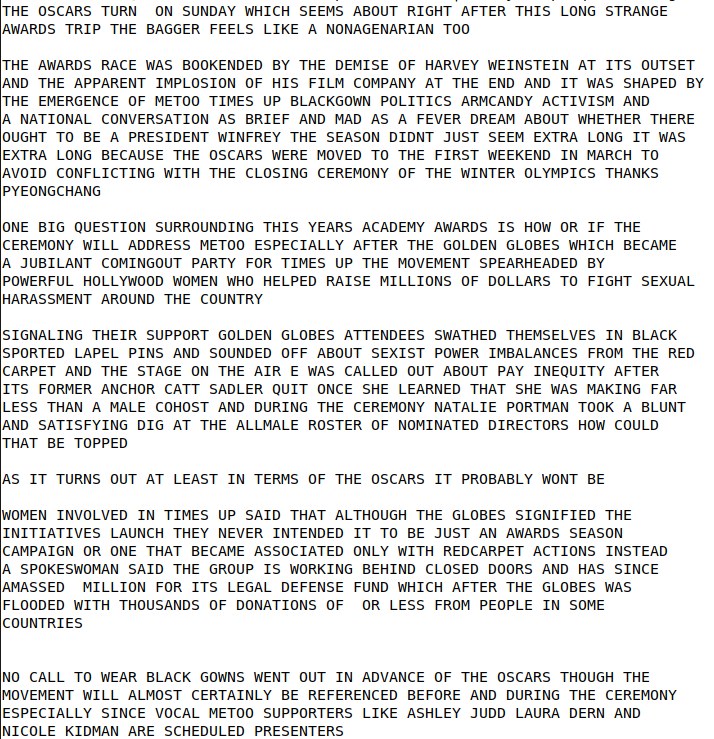 THE OSCARS TURN  ON SUNDAY WHICH SEEMS ABOUT RIGHT AFTER THIS LONG STRANGE
AWARDS TRIP THE BAGGER FEELS LIKE A NONAGENARIAN TOO

THE AWARDS RACE WAS BOOKENDED BY THE DEMISE OF HARVEY WEINSTEIN AT ITS OUTSET
AND THE APPARENT IMPLOSION OF HIS FILM COMPANY AT THE END AND IT WAS SHAPED BY
THE EMERGENCE OF METOO TIMES UP BLACKGOWN POLITICS ARMCANDY ACTIVISM AND
A NATIONAL CONVERSATION AS BRIEF AND MAD AS A FEVER DREAM ABOUT WHETHER THERE
OUGHT TO BE A PRESIDENT WINFREY THE SEASON DIDNT JUST SEEM EXTRA LONG IT WAS
EXTRA LONG BECAUSE THE OSCARS WERE MOVED TO THE FIRST WEEKEND IN MARCH TO
AVOID CONFLICTING WITH THE CLOSING CEREMONY OF THE WINTER OLYMPICS THANKS
PYEONGCHANG

ONE BIG QUESTION SURROUNDING THIS YEARS ACADEMY AWARDS IS HOW OR IF THE
CEREMONY WILL ADDRESS METOO ESPECIALLY AFTER THE GOLDEN GLOBES WHICH BECAME
A JUBILANT COMINGOUT PARTY FOR TIMES UP THE MOVEMENT SPEARHEADED BY
POWERFUL HOLLYWOOD WOMEN WHO HELPED RAISE MILLIONS OF DOLLARS TO FIGHT SEXUAL
HARASSMENT AROUND THE COUNTRY

SIGNALING THEIR SUPPORT GOLDEN GLOBES ATTENDEES SWATHED THEMSELVES IN BLACK
SPORTED LAPEL PINS AND SOUNDED OFF ABOUT SEXIST POWER IMBALANCES FROM THE RED
CARPET AND THE STAGE ON THE AIR E WAS CALLED OUT ABOUT PAY INEQUITY AFTER
ITS FORMER ANCHOR CATT SADLER QUIT ONCE SHE LEARNED THAT SHE WAS MAKING FAR
LESS THAN A MALE COHOST AND DURING THE CEREMONY NATALIE PORTMAN TOOK A BLUNT
AND SATISFYING DIG AT THE ALLMALE ROSTER OF NOMINATED DIRECTORS HOW COULD
THAT BE TOPPED

AS IT TURNS OUT AT LEAST IN TERMS OF THE OSCARS IT PROBABLY WONT BE

WOMEN INVOLVED IN TIMES UP SAID THAT ALTHOUGH THE GLOBES SIGNIFIED THE
INITIATIVES LAUNCH THEY NEVER INTENDED IT TO BE JUST AN AWARDS SEASON
CAMPAIGN OR ONE THAT BECAME ASSOCIATED ONLY WITH REDCARPET ACTIONS INSTEAD
A SPOKESWOMAN SAID THE GROUP IS WORKING BEHIND CLOSED DOORS AND HAS SINCE
AMASSED  MILLION FOR ITS LEGAL DEFENSE FUND WHICH AFTER THE GLOBES WAS
FLOODED WITH THOUSANDS OF DONATIONS OF  OR LESS FROM PEOPLE IN SOME
COUNTRIES

NO CALL TO WEAR BLACK GOWNS WENT OUT IN ADVANCE OF THE OSCARS THOUGH THE
MOVEMENT WILL ALMOST CERTAINLY BE REFERENCED BEFORE AND DURING THE CEREMONY
ESPECIALLY SINCE VOCAL METOO SUPPORTERS LIKE ASHLEY JUDD LAURA DERN AND
NICOLE KIDMAN ARE SCHEDULED PRESENTERS